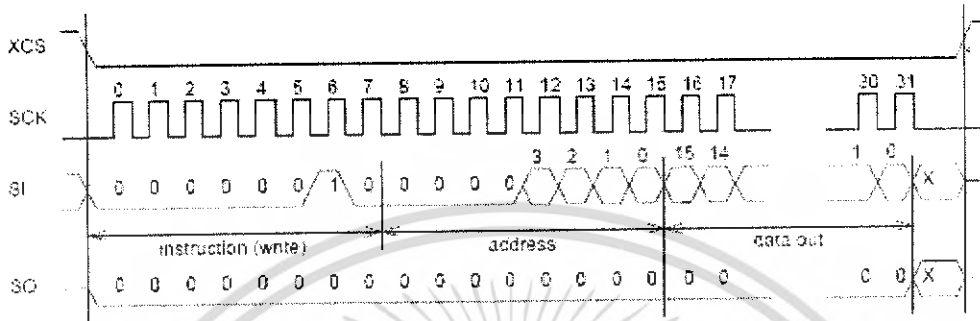 XCS
0 1 2 3 4 5 6 7 8 9 10 11 12 13 14 15 16 17 30 31
SCK
3 2 1 0 15 14 1 0
SI 0 0 0 0 0 0 1 0 0 0 0 0 X
instruction (write) address data out
SO 0 0 0 0 0 0 0 0 0 0 0 0 0 0 0 0 0 0 0 0 X